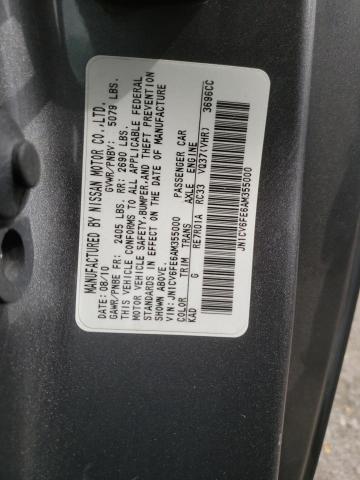 MANUFACTURED BY NISSAN MOTOR CO.,LTD.
DATE: 08/10 GVWR/PNBV: 5079 LBS.
GAWR/PNBE FR: 2405 LBS. RR: 2690 LBS.
THIS VEHICLE CONFORMS TO ALL APPLICABLE FEDERAL
MOTOR VEHICLE SAFETY,BUMPER,AND THEFT PREVENTION
STANDARDS IN EFFECT ON THE DATE OF MANUFACTURE
SHOWN ABOVE.
VIN: JN1CV6FE6AM355000 PASSENGER CAR
COLOR TRIM TRANS AXLE ENGINE
KAD G RE7R01A RC33 VQ37(VHR) 3696CC
JN1CV6FE6AM355000